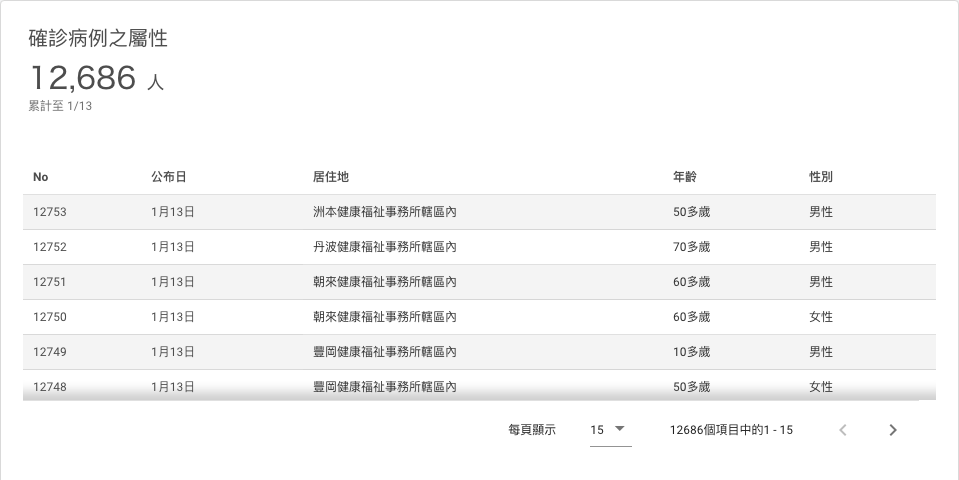 確診病例之屬性
12,686 人
累計至 1/13
No 公布日 居住地 年齡 性別
12753 1月13日 洲本健康福祉事務所轄區內 50多歲 男性
12752 1月13日 丹波健康福祉事務所轄區內 70多歲 男性
12751 1月13日 朝來健康福祉事務所轄區內 60多歲 男性
12750 1月13日 朝來健康福祉事務所轄區內 60多歲 女性
12749 1月13日 豐岡健康福祉事務所轄區內 10多歲 男性
12748 1月13日 豐岡健康福祉事務所轄區內 50多歲 女性
每頁顯示 15 12686個項目中的1 - 15